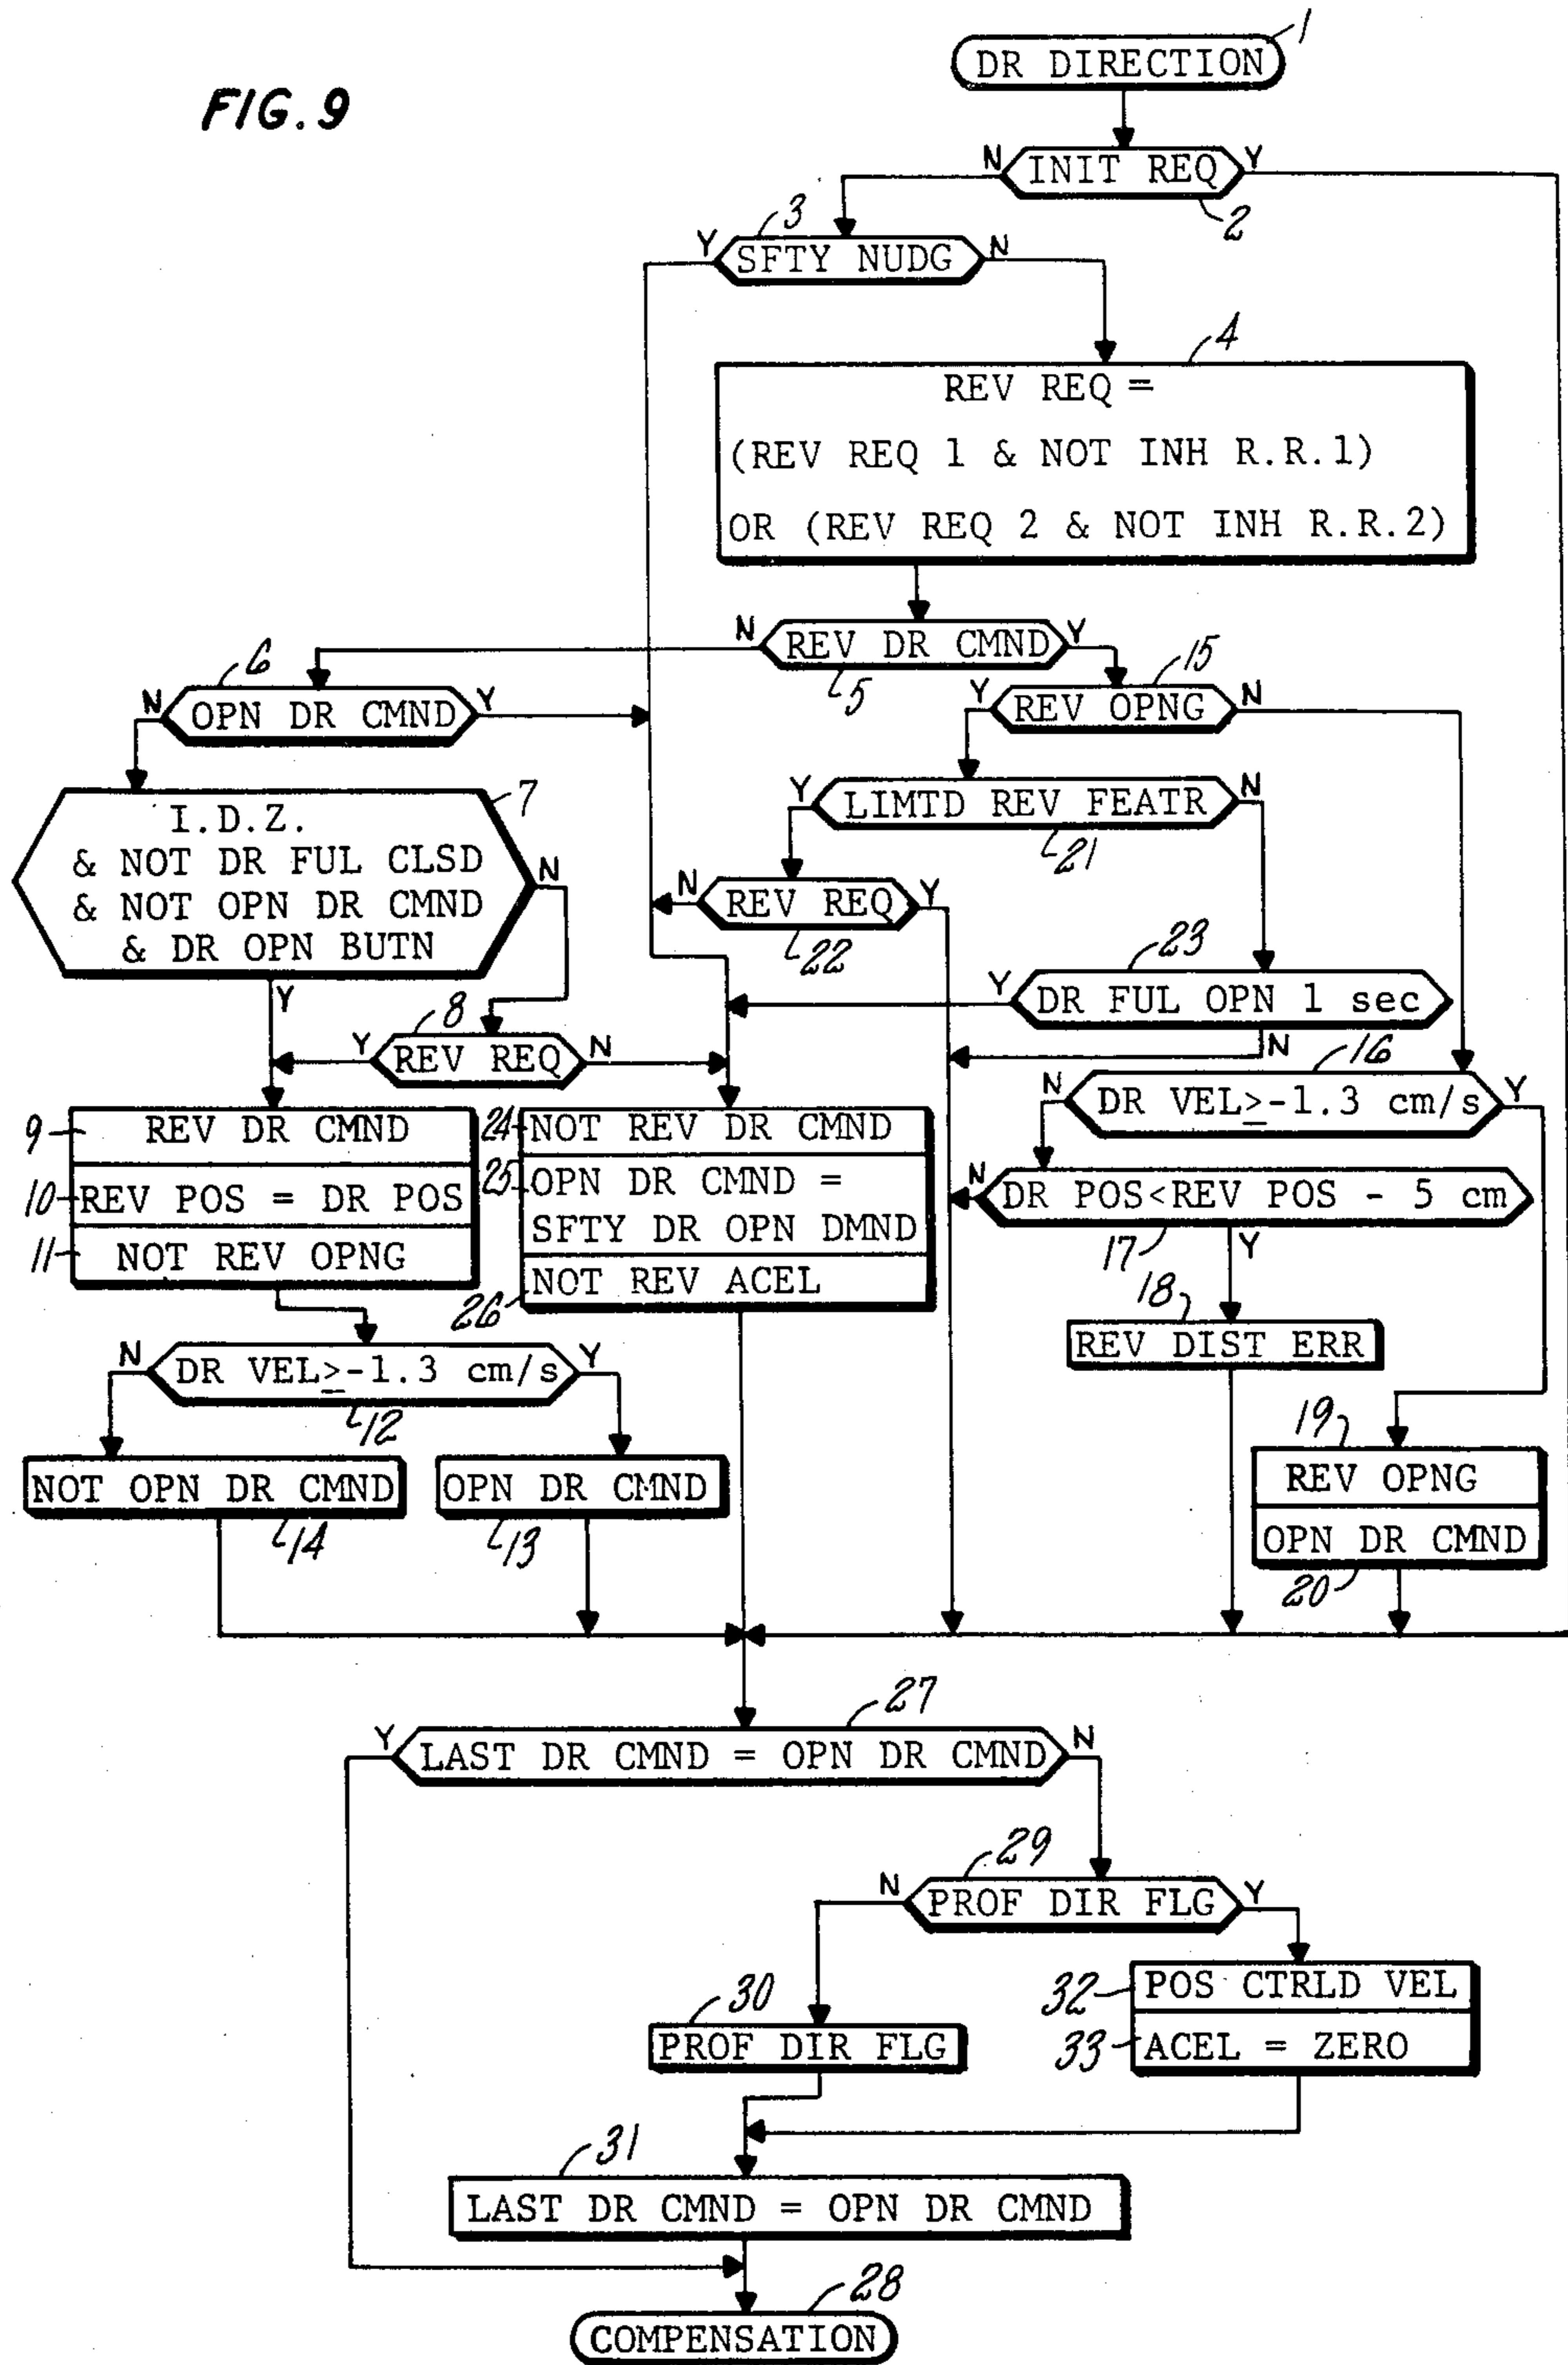 FIG. 9
1
DR DIRECTION
N INIT REQ Y
2
3
Y SFTY NUDG N
4
REV REQ =
(REV REQ 1 & NOT INH R.R.1)
OR (REV REQ 2 & NOT INH R.R.2)
N REV DR CMND Y
5
6
N OPN DR CMND Y
15
Y REV OPNG N
7
I.D.Z.
& NOT DR FUL CLSD
& NOT OPN DR CMND
& DR OPN BUTN
N
Y
Y LIMTD REV FEATR N
21
N REV REQ Y
22
23
Y DR FUL OPN 1 sec
N
8
Y REV REQ N
16
N DR VEL≥-1.3 cm/s Y
9 REV DR CMND
10 REV POS = DR POS
11 NOT REV OPNG
24 NOT REV DR CMND
25 OPN DR CMND =
SFTY DR OPN DMND
26 NOT REV ACEL
N DR POS<REV POS - 5 cm
17 Y
18
REV DIST ERR
N DR VEL≥-1.3 cm/s Y
12
NOT OPN DR CMND
14
OPN DR CMND
13
19
REV OPNG
OPN DR CMND
20
27
Y LAST DR CMND = OPN DR CMND N
29
N PROF DIR FLG Y
30
PROF DIR FLG
32 POS CTRLD VEL
33 ACEL = ZERO
31
LAST DR CMND = OPN DR CMND
28
COMPENSATION